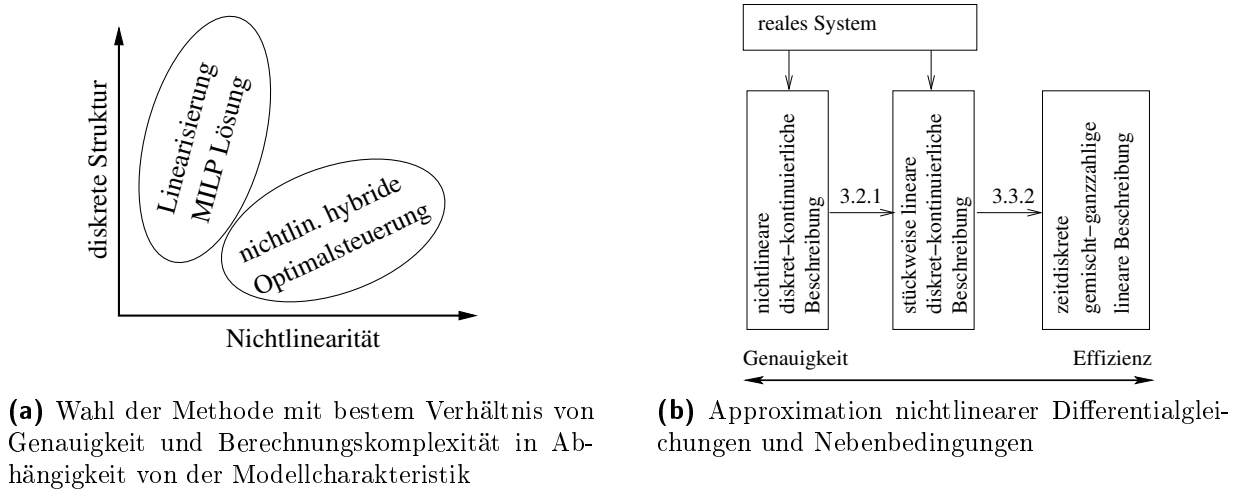 diskrete Struktur
Linearisierung
MILP Lösung
nichtlin. hybride
Optimalsteuerung
Nichtlinearität
(a) Wahl der Methode mit bestem Verhältnis von
Genauigkeit und Berechnungskomplexität in Ab-
hängigkeit von der Modellcharakteristik
reales System
nichtlineare
diskret-kontinuierliche
Beschreibung
3.2.1
stückweise lineare
diskret-kontinuierliche
Beschreibung
3.3.2
zeitdiskrete
gemischt-ganzzahlige
lineare Beschreibung
Genauigkeit
Effizienz
(b) Approximation nichtlinearer Differentialglei-
chungen und Nebenbedingungen